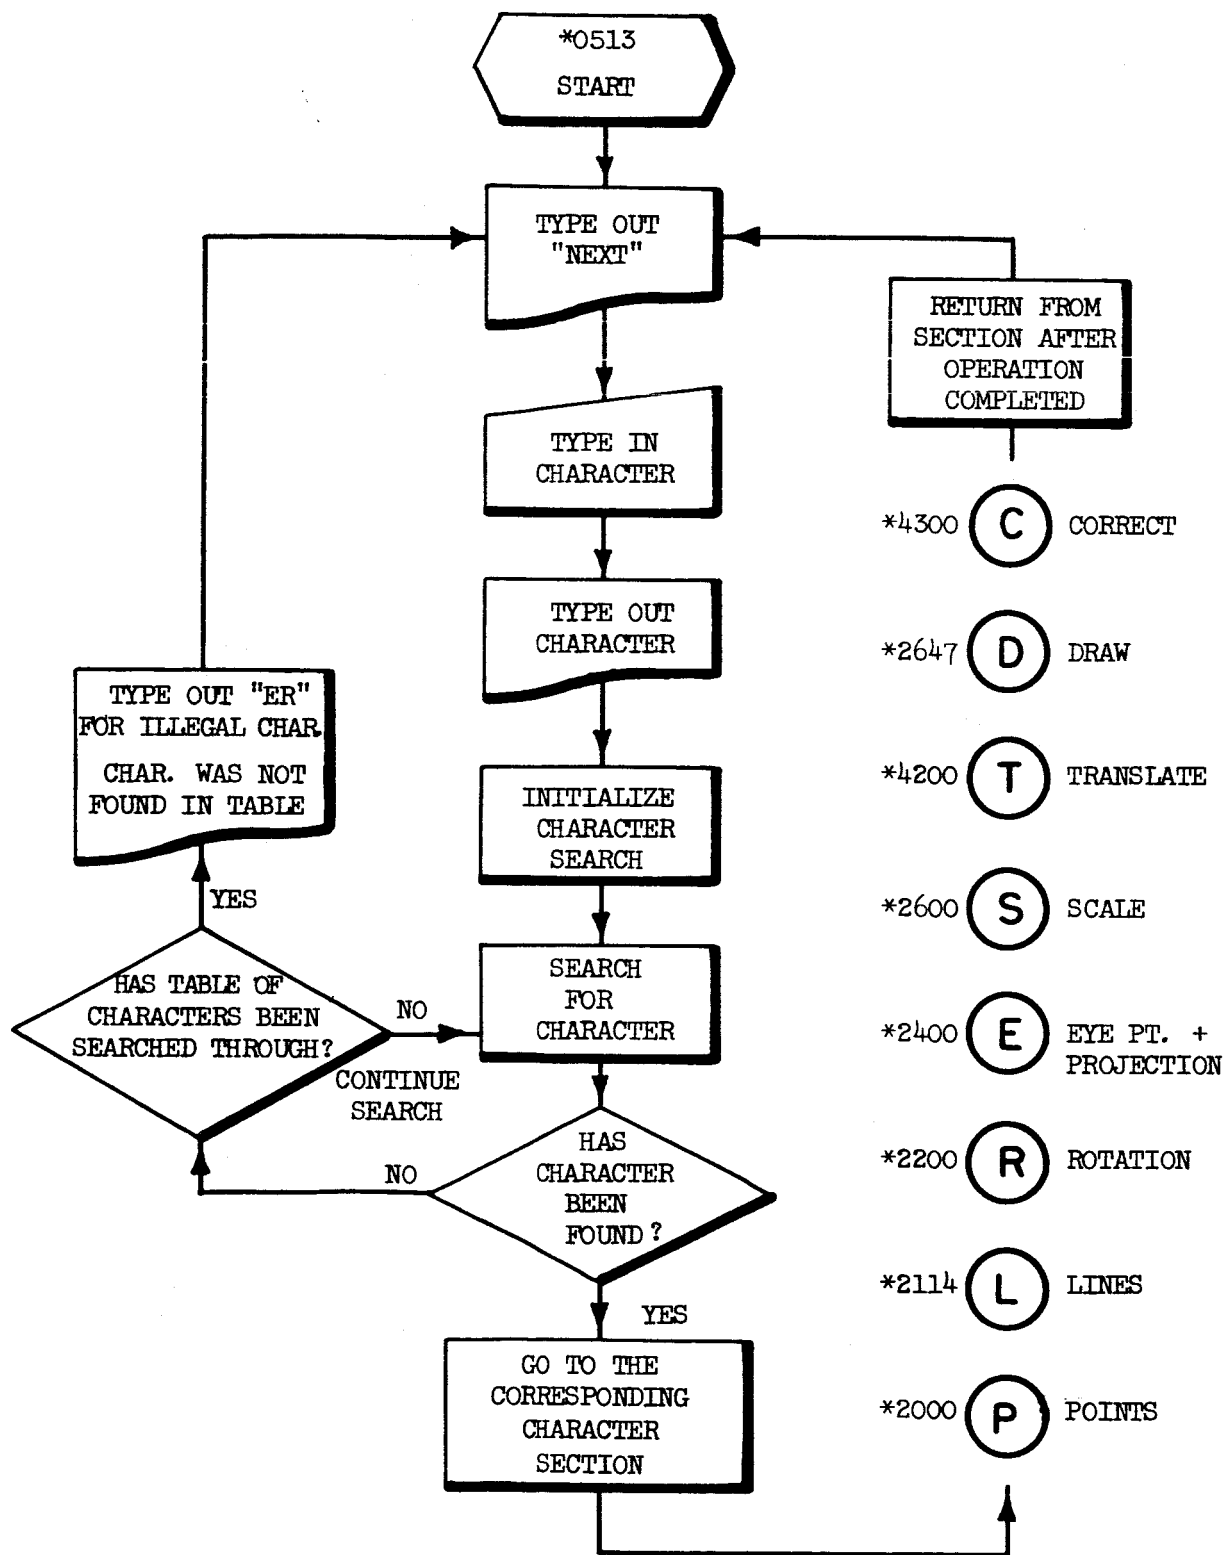 *0513
START
TYPE OUT
"NEXT"
RETURN FROM
SECTION AFTER
OPERATION
COMPLETED
TYPE IN
CHARACTER
*4300 C CORRECT
TYPE OUT
CHARACTER
*2647 D DRAW
TYPE OUT "ER"
FOR ILLEGAL CHAR.
CHAR. WAS NOT
FOUND IN TABLE
*4200 T TRANSLATE
INITIALIZE
CHARACTER
SEARCH
YES
*2600 S SCALE
HAS TABLE OF
CHARACTERS BEEN
SEARCHED THROUGH?
NO
CONTINUE
SEARCH
SEARCH
FOR
CHARACTER
*2400 E EYE PT. +
PROJECTION
HAS
CHARACTER
BEEN
FOUND?
NO
*2200 R ROTATION
*2114 L LINES
YES
GO TO THE
CORRESPONDING
CHARACTER
SECTION
*2000 P POINTS